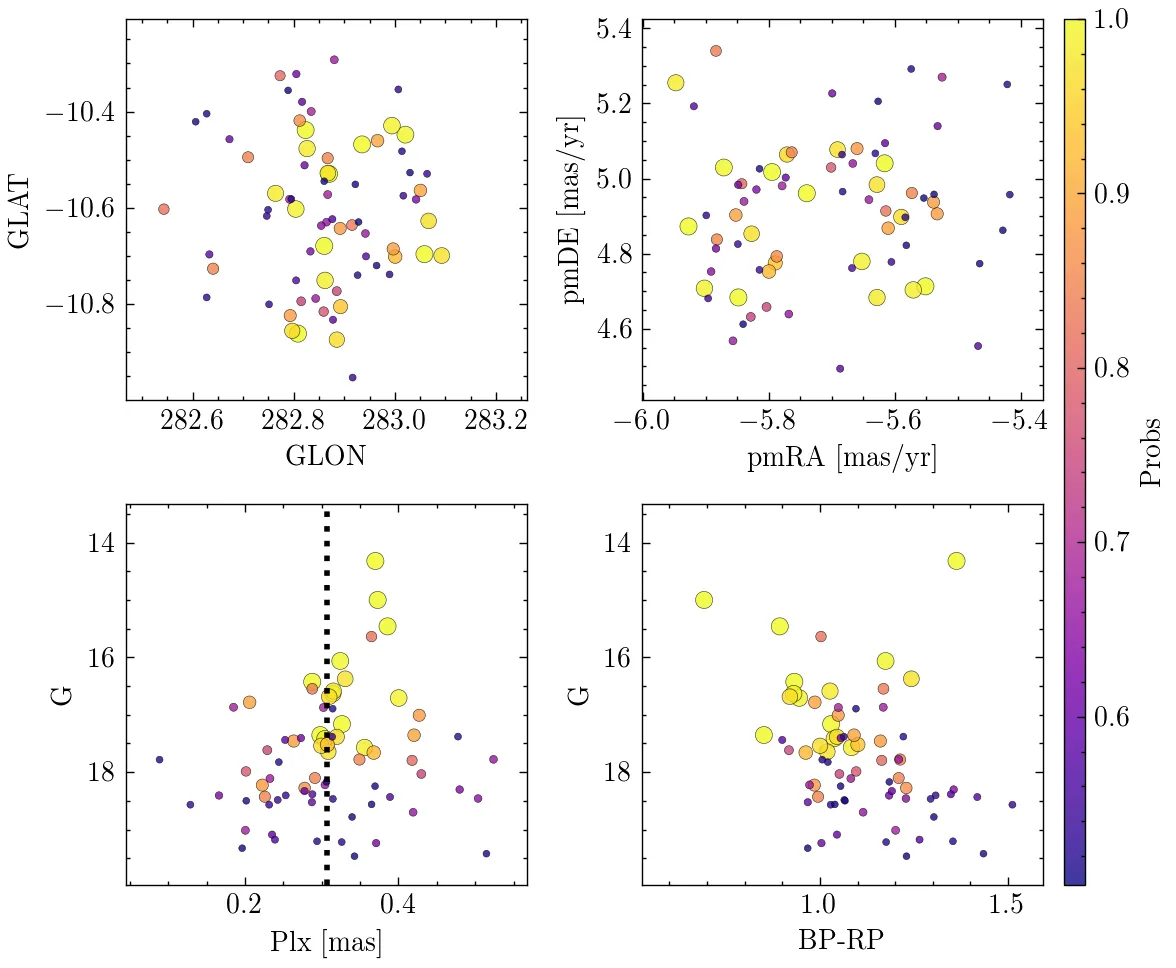 −10.4
−10.6
−10.8
GLAT
282.6 282.8 283.0 283.2
GLON
5.4
5.2
5.0
4.8
4.6
pmDE [mas/yr]
−6.0 −5.8 −5.6 −5.4
pmRA [mas/yr]
14
16
18
G
0.2 0.4
Plx [mas]
14
16
18
G
1.0 1.5
BP-RP
1.0
0.9
0.8
0.7
0.6
Probs